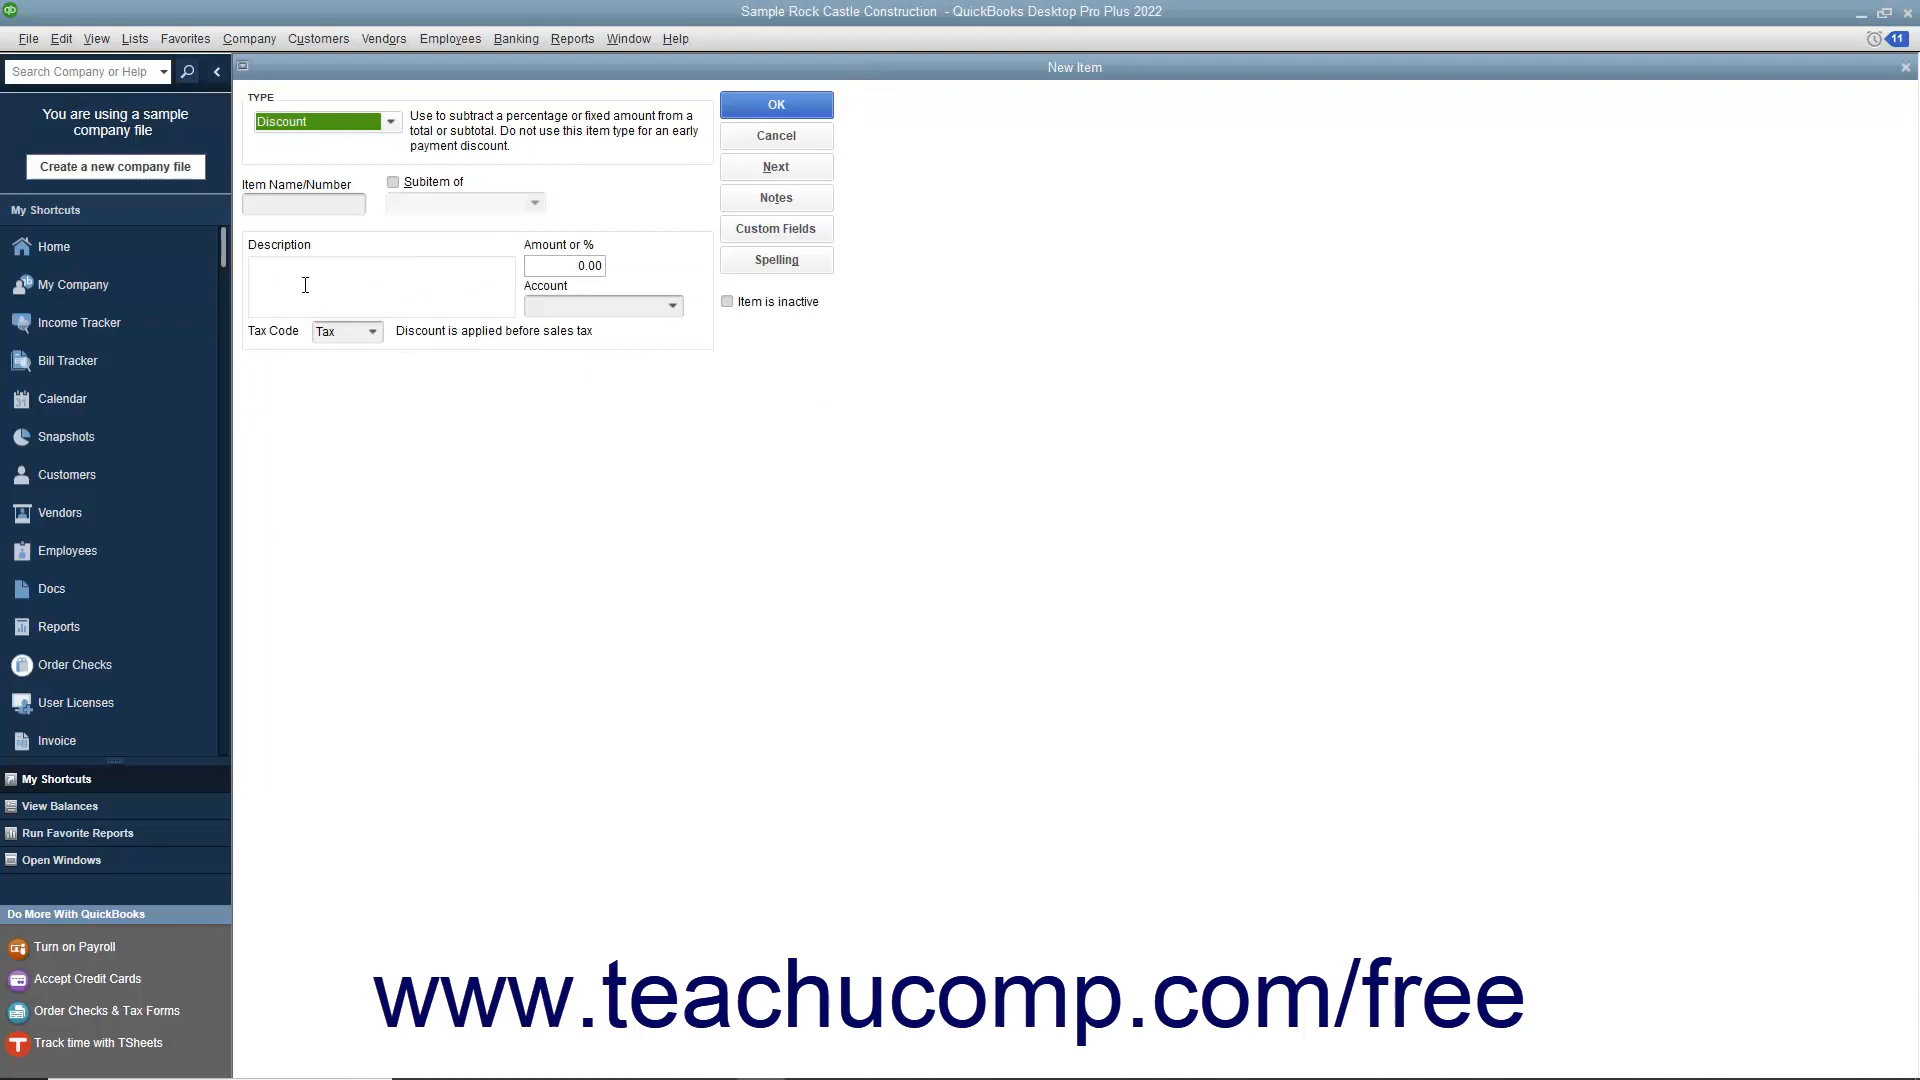 Sample Rock Castle Construction - QuickBooks Desktop Pro Plus 2022
File Edit View Lists Favorites Company Customers Vendors Employees Banking Reports Window Help
11
Search Company or Help
New Item
You are using a sample
company file
Create a new company file
My Shortcuts
Home
My Company
Income Tracker
Bill Tracker
Calendar
Snapshots
Customers
Vendors
Employees
Docs
Reports
Order Checks
User Licenses
Invoice
My Shortcuts
View Balances
Run Favorite Reports
Open Windows
Do More With QuickBooks
Turn on Payroll
Accept Credit Cards
Order Checks & Tax Forms
Track time with TSheets
TYPE
Discount
Use to subtract a percentage or fixed amount from a
total or subtotal. Do not use this item type for an early
payment discount.
Item Name/Number
Subitem of
Description
Amount or %
0.00
Account
Tax Code
Tax
Discount is applied before sales tax
OK
Cancel
Next
Notes
Custom Fields
Spelling
Item is inactive
www.teachucomp.com/free